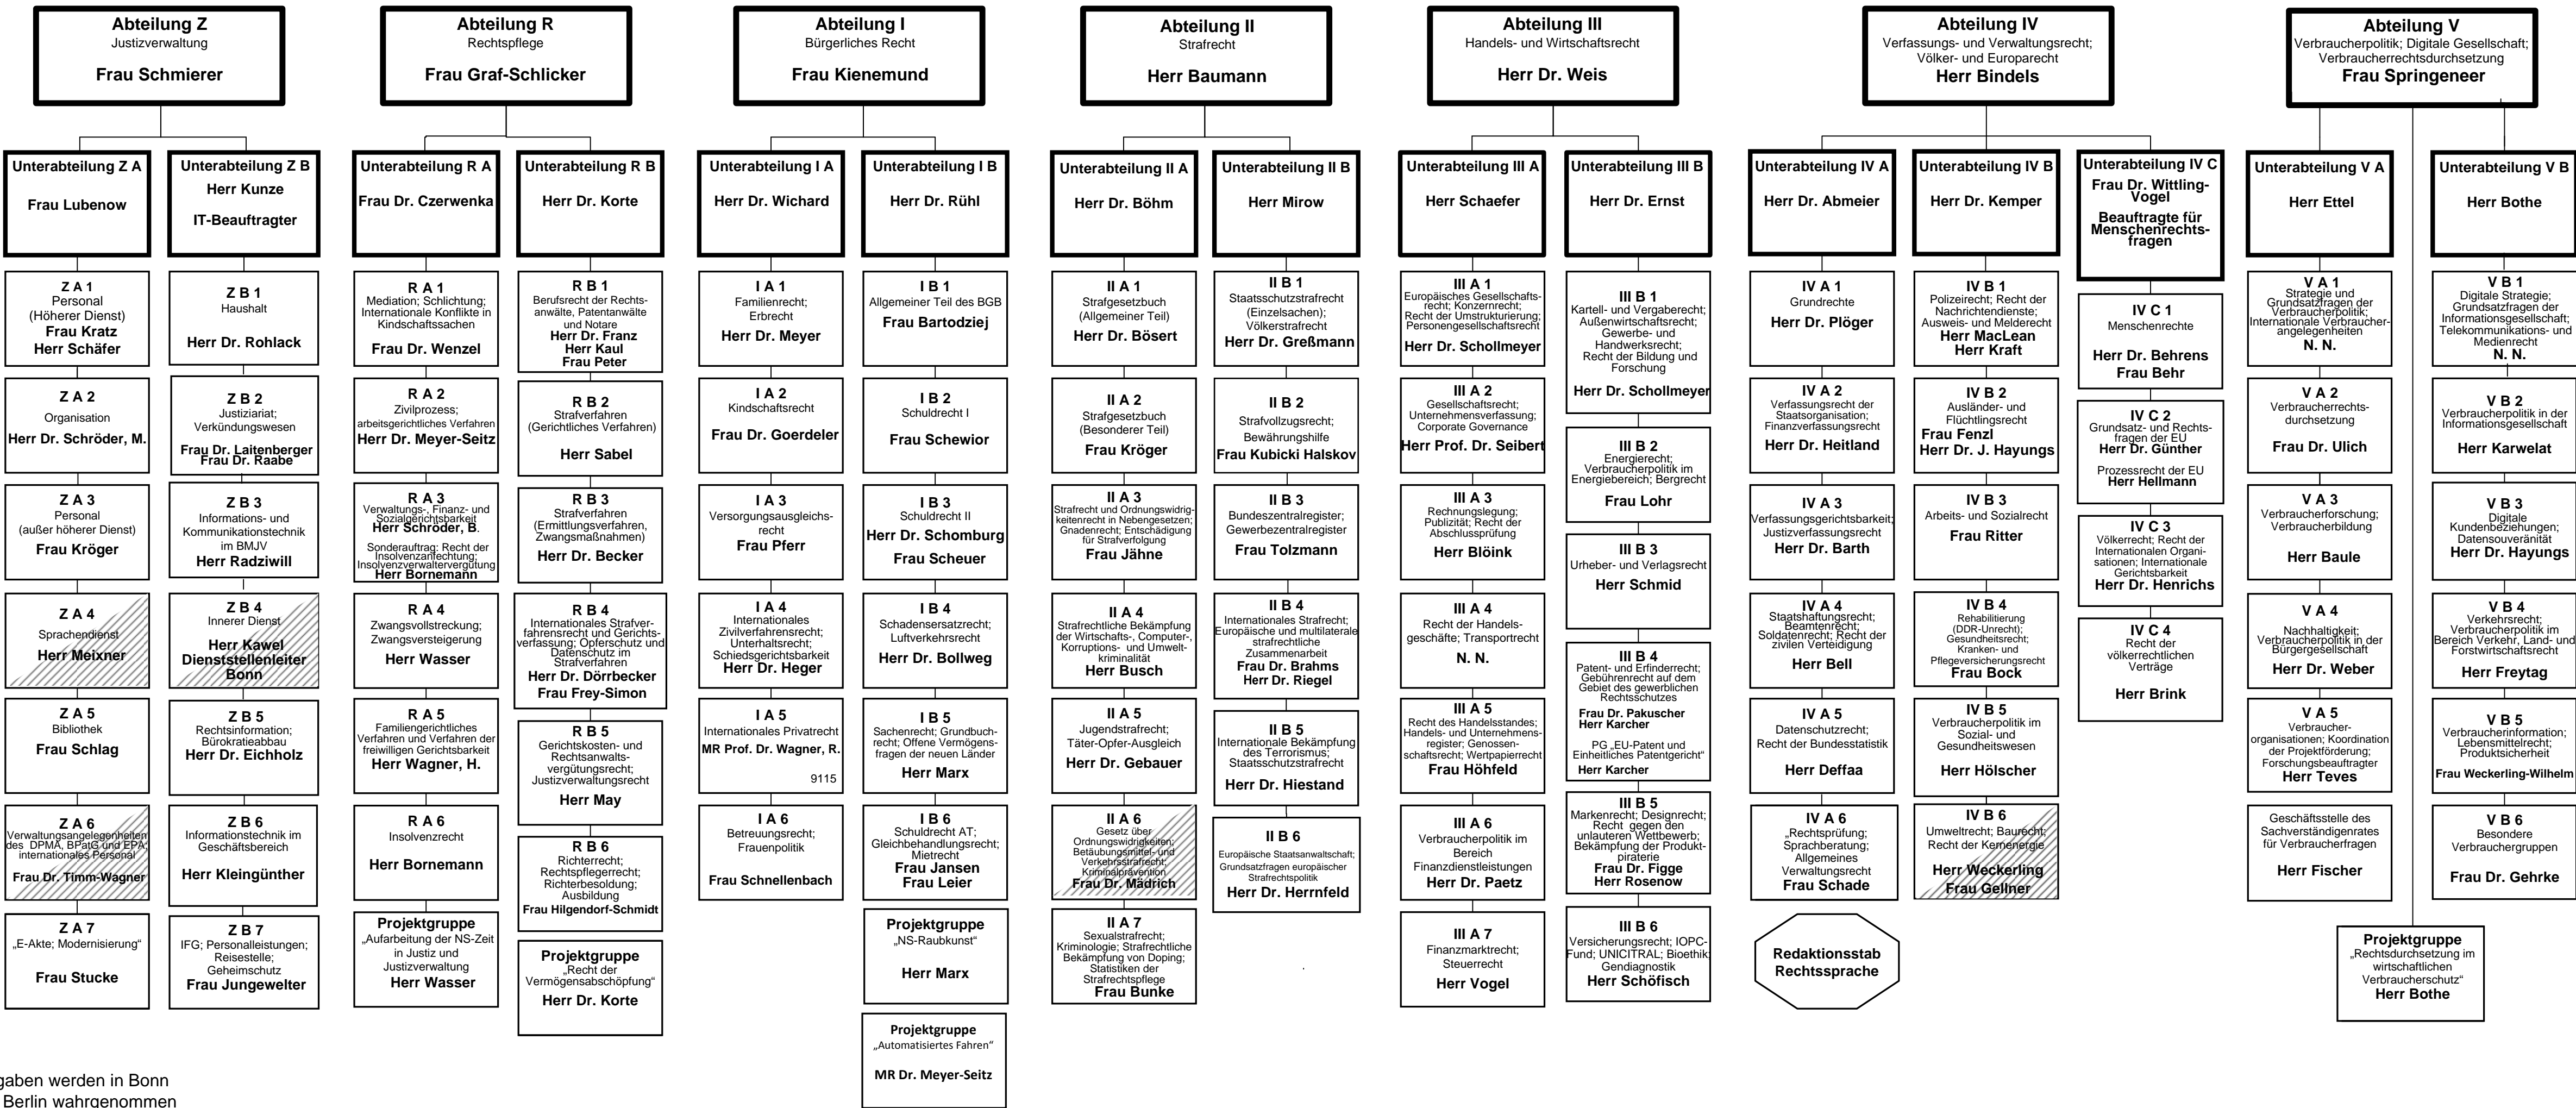 Abteilung Z
Justizverwaltung
Frau Schmierer
Unterabteilung Z A
Frau Lubenow
Z A 1
Personal
(Höherer Dienst)
Frau Kratz
Herr Schäfer
Z A 2
Organisation
Herr Dr. Schröder, M.
Z A 3
Personal
(außer höherer Dienst)
Frau Kröger
Z A 4
Sprachendienst
Herr Meixner
Z A 5
Bibliothek
Frau Schlag
Z A 6
Verwaltungsangelegenheiten
des DPMA, BPatG und EPA;
internationales Personal
Frau Dr. Timm-Wagner
Z A 7
„E-Akte; Modernisierung“
Frau Stucke
Unterabteilung Z B
Herr Kunze
IT-Beauftragter
Z B 1
Haushalt
Herr Dr. Rohlack
Z B 2
Justiziariat;
Verkündungswesen
Frau Dr. Laitenberger
Frau Dr. Raabe
Z B 3
Informations- und
Kommunikationstechnik
im BMJV
Herr Radziwill
Z B 4
Innerer Dienst
Herr Kawel
Dienststellenleiter
Bonn
Z B 5
Rechtsinformation;
Bürokratieabbau
Herr Dr. Eichholz
Z B 6
Informationstechnik im
Geschäftsbereich
Herr Kleingünther
Z B 7
IFG; Personalleistungen;
Reisestelle;
Geheimschutz
Frau Jungewelter
Abteilung R
Rechtspflege
Frau Graf-Schlicker
Unterabteilung R A
Frau Dr. Czerwenka
R A 1
Mediation; Schlichtung;
Internationale Konflikte in
Kindschaftssachen
Frau Dr. Wenzel
R A 2
Zivilprozess;
arbeitsgerichtliches Verfahren
Herr Dr. Meyer-Seitz
R A 3
Verwaltungs-, Finanz- und
Sozialgerichtsbarkeit
Herr Schröder, B.
Sonderauftrag: Recht der
Insolvenzanfechtung;
Insolvenzverwaltervergütung
Herr Bornemann
R A 4
Zwangsvollstreckung;
Zwangsversteigerung
Herr Wasser
R A 5
Familiengerichtliches
Verfahren und Verfahren der
freiwilligen Gerichtsbarkeit
Herr Wagner, H.
R A 6
Insolvenzrecht
Herr Bornemann
Projektgruppe
„Aufarbeitung der NS-Zeit
in Justiz und
Justizverwaltung
Herr Wasser
Unterabteilung R B
Herr Dr. Korte
R B 1
Berufsrecht der Rechts-
anwälte, Patentanwälte
und Notare
Herr Dr. Franz
Herr Kaul
Frau Peter
R B 2
Strafverfahren
(Gerichtliches Verfahren)
Herr Sabel
R B 3
Strafverfahren
(Ermittlungsverfahren,
Zwangsmaßnahmen)
Herr Dr. Becker
R B 4
Internationales Strafver-
fahrensrecht und Gerichts-
verfassung; Opferschutz und
Datenschutz im
Strafverfahren
Herr Dr. Dörrbecker
Frau Frey-Simon
R B 5
Gerichtskosten- und
Rechtsanwalts-
vergütungsrecht;
Justizverwaltungsrecht
Herr May
R B 6
Richterrecht;
Rechtspflegerrecht;
Richterbesoldung;
Ausbildung
Frau Hilgendorf-Schmidt
Projektgruppe
„Recht der
Vermögensabschöpfung“
Herr Dr. Korte
Abteilung I
Bürgerliches Recht
Frau Kienemund
Unterabteilung I A
Herr Dr. Wichard
I A 1
Familienrecht;
Erbrecht
Herr Dr. Meyer
I A 2
Kindschaftsrecht
Frau Dr. Goerdeler
I A 3
Versorgungsausgleichs-
recht
Frau Pferr
I A 4
Internationales
Zivilverfahrensrecht;
Unterhaltsrecht;
Schiedsgerichtsbarkeit
Herr Dr. Heger
I A 5
Internationales Privatrecht
MR Prof. Dr. Wagner, R.
9115
I A 6
Betreuungsrecht;
Frauenpolitik
Frau Schnellenbach
Unterabteilung I B
Herr Dr. Rühl
I B 1
Allgemeiner Teil des BGB
Frau Bartodziej
I B 2
Schuldrecht I
Frau Schewior
I B 3
Schuldrecht II
Herr Dr. Schomburg
Frau Scheuer
I B 4
Schadensersatzrecht;
Luftverkehrsrecht
Herr Dr. Bollweg
I B 5
Sachenrecht; Grundbuch-
recht; Offene Vermögens-
fragen der neuen Länder
Herr Marx
I B 6
Schuldrecht AT;
Gleichbehandlungsrecht;
Mietrecht
Frau Jansen
Frau Leier
Projektgruppe
„NS-Raubkunst“
Herr Marx
Projektgruppe
„Automatisiertes Fahren“
MR Dr. Meyer-Seitz
Abteilung II
Strafrecht
Herr Baumann
Unterabteilung II A
Herr Dr. Böhm
II A 1
Strafgesetzbuch
(Allgemeiner Teil)
Herr Dr. Bösert
II A 2
Strafgesetzbuch
(Besonderer Teil)
Frau Kröger
II A 3
Strafrecht und Ordnungswidrig-
keitenrecht in Nebengesetzen;
Gnadenrecht; Entschädigung
für Strafverfolgung
Frau Jähne
II A 4
Strafrechtliche Bekämpfung
der Wirtschafts-, Computer-,
Korruptions- und Umwelt-
kriminalität
Herr Busch
II A 5
Jugendstrafrecht;
Täter-Opfer-Ausgleich
Herr Dr. Gebauer
II A 6
Gesetz über
Ordnungswidrigkeiten;
Betäubungsmittel- und
Verkehrsstrafrecht;
Kriminalprävention
Frau Dr. Mädrich
II A 7
Sexualstrafrecht;
Kriminologie; Strafrechtliche
Bekämpfung von Doping;
Statistiken der
Strafrechtspflege
Frau Bunke
Unterabteilung II B
Herr Mirow
II B 1
Staatsschutzstrafrecht
(Einzelsachen);
Völkerstrafrecht
Herr Dr. Greßmann
II B 2
Strafvollzugsrecht;
Bewährungshilfe
Frau Kubicki Halskov
II B 3
Bundeszentralregister;
Gewerbezentralregister
Frau Tolzmann
II B 4
Internationales Strafrecht;
Europäische und multilaterale
strafrechtliche
Zusammenarbeit
Frau Dr. Brahms
Herr Dr. Riegel
II B 5
Internationale Bekämpfung
des Terrorismus;
Staatsschutzstrafrecht
Herr Dr. Hiestand
II B 6
Europäische Staatsanwaltschaft;
Grundsatzfragen europäischer
Strafrechtspolitik
Herr Dr. Herrnfeld
Abteilung III
Handels- und Wirtschaftsrecht
Herr Dr. Weis
Unterabteilung III A
Herr Schaefer
III A 1
Europäisches Gesellschafts-
recht; Konzernrecht;
Recht der Umstrukturierung;
Personengesellschaftsrecht
Herr Dr. Schollmeyer
III A 2
Gesellschaftsrecht;
Unternehmensverfassung;
Corporate Governance
Herr Prof. Dr. Seibert
III A 3
Rechnungslegung;
Publizität; Recht der
Abschlussprüfung
Herr Blöink
III A 4
Recht der Handels-
geschäfte; Transportrecht
N. N.
III A 5
Recht des Handelsstandes;
Handels- und Unternehmens-
register; Genossen-
schaftsrecht; Wertpapierrecht
Frau Höhfeld
III A 6
Verbraucherpolitik im
Bereich
Finanzdienstleistungen
Herr Dr. Paetz
III A 7
Finanzmarktrecht;
Steuerrecht
Herr Vogel
Unterabteilung III B
Herr Dr. Ernst
III B 1
Kartell- und Vergaberecht;
Außenwirtschaftsrecht;
Gewerbe- und
Handwerksrecht;
Recht der Bildung und
Forschung
Herr Dr. Schollmeyer
III B 2
Energierecht;
Verbraucherpolitik im
Energiebereich; Bergrecht
Frau Lohr
III B 3
Urheber- und Verlagsrecht
Herr Schmid
III B 4
Patent- und Erfinderrecht;
Gebührenrecht auf dem
Gebiet des gewerblichen
Rechtsschutzes
Frau Dr. Pakuscher
Herr Karcher
PG „EU-Patent und
Einheitliches Patentgericht“
Herr Karcher
III B 5
Markenrecht; Designrecht;
Recht gegen den
unlauteren Wettbewerb;
Bekämpfung der Produkt-
piraterie
Frau Dr. Figge
Herr Rosenow
III B 6
Versicherungsrecht; IOPC-
Fund; UNICITRAL; Bioethik;
Gendiagnostik
Herr Schöfisch
Abteilung IV
Verfassungs- und Verwaltungsrecht;
Völker- und Europarecht
Herr Bindels
Unterabteilung IV A
Herr Dr. Abmeier
IV A 1
Grundrechte
Herr Dr. Plöger
IV A 2
Verfassungsrecht der
Staatsorganisation;
Finanzverfassungsrecht
Herr Dr. Heitland
IV A 3
Verfassungsgerichtsbarkeit;
Justizverfassungsrecht
Herr Dr. Barth
IV A 4
Staatshaftungsrecht;
Beamtenrecht;
Soldatenrecht; Recht der
zivilen Verteidigung
Herr Bell
IV A 5
Datenschutzrecht;
Recht der Bundesstatistik
Herr Deffaa
IV A 6
„Rechtsprüfung;
Sprachberatung;
Allgemeines
Verwaltungsrecht
Frau Schade
Redaktionsstab
Rechtssprache
Unterabteilung IV B
Herr Dr. Kemper
IV B 1
Polizeirecht; Recht der
Nachrichtendienste;
Ausweis- und Melderecht
Herr MacLean
Herr Kraft
IV B 2
Ausländer- und
Flüchtlingsrecht
Frau Fenzl
Herr Dr. J. Hayungs
IV B 3
Arbeits- und Sozialrecht
Frau Ritter
IV B 4
Rehabilitierung
(DDR-Unrecht);
Gesundheitsrecht;
Kranken- und
Pflegeversicherungsrecht
Frau Bock
IV B 5
Verbraucherpolitik im
Sozial- und
Gesundheitswesen
Herr Hölscher
IV B 6
Umweltrecht; Baurecht;
Recht der Kernenergie
Herr Weckerling
Frau Gellner
Unterabteilung IV C
Frau Dr. Wittling-
Vogel
Beauftragte für
Menschenrechts-
fragen
IV C 1
Menschenrechte
Herr Dr. Behrens
Frau Behr
IV C 2
Grundsatz- und Rechts-
fragen der EU
Herr Dr. Günther
Prozessrecht der EU
Herr Hellmann
IV C 3
Völkerrecht; Recht der
Internationalen Organi-
sationen; Internationale
Gerichtsbarkeit
Herr Dr. Henrichs
IV C 4
Recht der
völkerrechtlichen
Verträge
Herr Brink
Abteilung V
Verbraucherpolitik; Digitale Gesellschaft;
Verbraucherrechtsdurchsetzung
Frau Springeneer
Unterabteilung V A
Herr Ettel
V A 1
Strategie und
Grundsatzfragen der
Verbraucherpolitik;
Internationale Verbraucher-
angelegenheiten
N. N.
V A 2
Verbraucherrechts-
durchsetzung
Frau Dr. Ulich
V A 3
Verbraucherforschung;
Verbraucherbildung
Herr Baule
V A 4
Nachhaltigkeit;
Verbraucherpolitik in der
Bürgergesellschaft
Herr Dr. Weber
V A 5
Verbraucher-
organisationen; Koordination
der Projektförderung;
Forschungsbeauftragter
Herr Teves
Geschäftsstelle des
Sachverständigenrates
für Verbraucherfragen
Herr Fischer
Unterabteilung V B
Herr Bothe
V B 1
Digitale Strategie;
Grundsatzfragen der
Informationsgesellschaft;
Telekommunikations- und
Medienrecht
N. N.
V B 2
Verbraucherpolitik in der
Informationsgesellschaft
Herr Karwelat
V B 3
Digitale
Kundenbeziehungen;
Datensouveränität
Herr Dr. Hayungs
V B 4
Verkehrsrecht;
Verbraucherpolitik im
Bereich Verkehr, Land- und
Forstwirtschaftsrecht
Herr Freytag
V B 5
Verbraucherinformation;
Lebensmittelrecht;
Produktsicherheit
Frau Weckerling-Wilhelm
V B 6
Besondere
Verbrauchergruppen
Frau Dr. Gehrke
Projektgruppe
„Rechtsdurchsetzung im
wirtschaftlichen
Verbraucherschutz“
Herr Bothe
gaben werden in Bonn
Berlin wahrgenommen